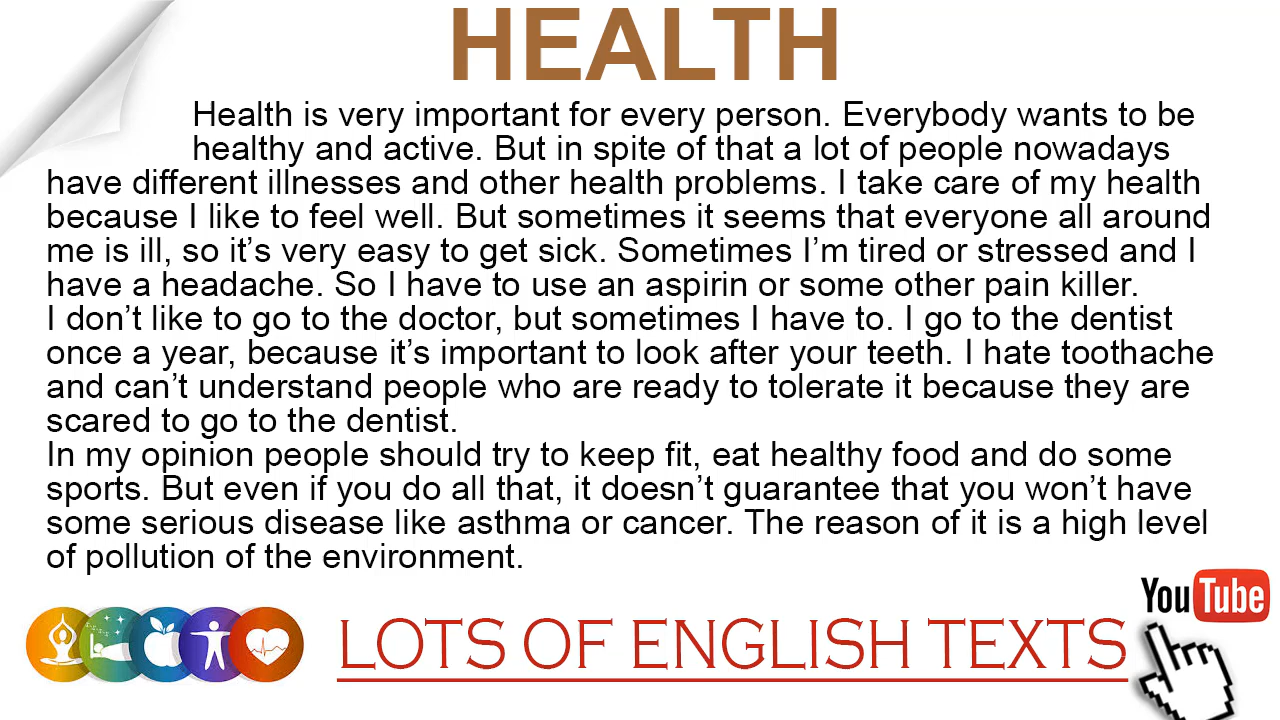 HEALTH
Health is very important for every person. Everybody wants to be
healthy and active. But in spite of that a lot of people nowadays
have different illnesses and other health problems. I take care of my health
because I like to feel well. But sometimes it seems that everyone all around
me is ill, so it’s very easy to get sick. Sometimes I’m tired or stressed and I
have a headache. So I have to use an aspirin or some other pain killer.
I don’t like to go to the doctor, but sometimes I have to. I go to the dentist
once a year, because it’s important to look after your teeth. I hate toothache
and can’t understand people who are ready to tolerate it because they are
scared to go to the dentist.
In my opinion people should try to keep fit, eat healthy food and do some
sports. But even if you do all that, it doesn’t guarantee that you won’t have
some serious disease like asthma or cancer. The reason of it is a high level
of pollution of the environment.
YouTube
LOTS OF ENGLISH TEXTS